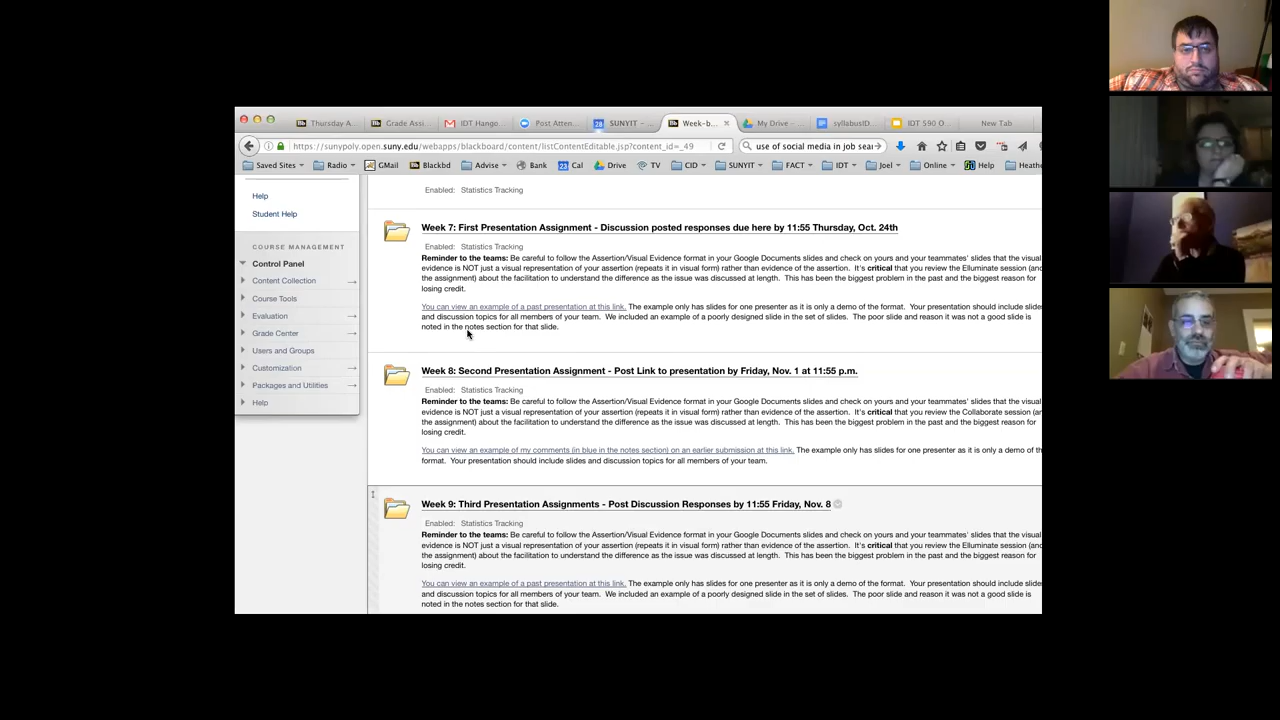 Thursday A...
Grade Assi...
IDT Hango...
Post Atten...
SUNYIT – ...
Week-b...
My Drive - ...
syllabusID...
IDT 590 O...
New Tab
https://sunypoly.open.suny.edu/webapps/blackboard/content/listContentEditable.jsp?content_id=_49
use of social media in job sear
Saved Sites
Radio
GMail
Blackbd
Advise
Bank
23 Cal
Drive
TV
CID
SUNYIT
FACT
IDT
Joel
Online
Help
Heathe
Help
Student Help
COURSE MANAGEMENT
Control Panel
Content Collection
Course Tools
Evaluation
Grade Center
Users and Groups
Customization
Packages and Utilities
Help
Enabled: Statistics Tracking
Week 7: First Presentation Assignment - Discussion posted responses due here by 11:55 Thursday, Oct. 24th
Enabled: Statistics Tracking
Reminder to the teams: Be careful to follow the Assertion/Visual Evidence format in your Google Documents slides and check on yours and your teammates' slides that the visual
evidence is NOT just a visual representation of your assertion (repeats it in visual form) rather than evidence of the assertion. It's critical that you review the Elluminate session (and
the assignment) about the facilitation to understand the difference as the issue was discussed at length. This has been the biggest problem in the past and the biggest reason for
losing credit.
You can view an example of a past presentation at this link. The example only has slides for one presenter as it is only a demo of the format. Your presentation should include slide
and discussion topics for all members of your team. We included an example of a poorly designed slide in the set of slides. The poor slide and reason it was not a good slide is
noted in the notes section for that slide.
Week 8: Second Presentation Assignment - Post Link to presentation by Friday, Nov. 1 at 11:55 p.m.
Enabled: Statistics Tracking
Reminder to the teams: Be careful to follow the Assertion/Visual Evidence format in your Google Documents slides and check on yours and your teammates' slides that the visual
evidence is NOT just a visual representation of your assertion (repeats it in visual form) rather than evidence of the assertion. It's critical that you review the Collaborate session (an
the assignment) about the facilitation to understand the difference as the issue was discussed at length. This has been the biggest problem in the past and the biggest reason for
losing credit.
You can view an example of my comments (in blue in the notes section) on an earlier submission at this link. The example only has slides for one presenter as it is only a demo of th
format. Your presentation should include slides and discussion topics for all members of your team.
Week 9: Third Presentation Assignments - Post Discussion Responses by 11:55 Friday, Nov. 8
Enabled: Statistics Tracking
Reminder to the teams: Be careful to follow the Assertion/Visual Evidence format in your Google Documents slides and check on yours and your teammates' slides that the visual
evidence is NOT just a visual representation of your assertion (repeats it in visual form) rather than evidence of the assertion. It's critical that you review the Elluminate session (and
the assignment) about the facilitation to understand the difference as the issue was discussed at length. This has been the biggest problem in the past and the biggest reason for
losing credit.
You can view an example of a past presentation at this link. The example only has slides for one presenter as it is only a demo of the format. Your presentation should include slide
and discussion topics for all members of your team. We included an example of a poorly designed slide in the set of slides. The poor slide and reason it was not a good slide is
noted in the notes section for that slide.